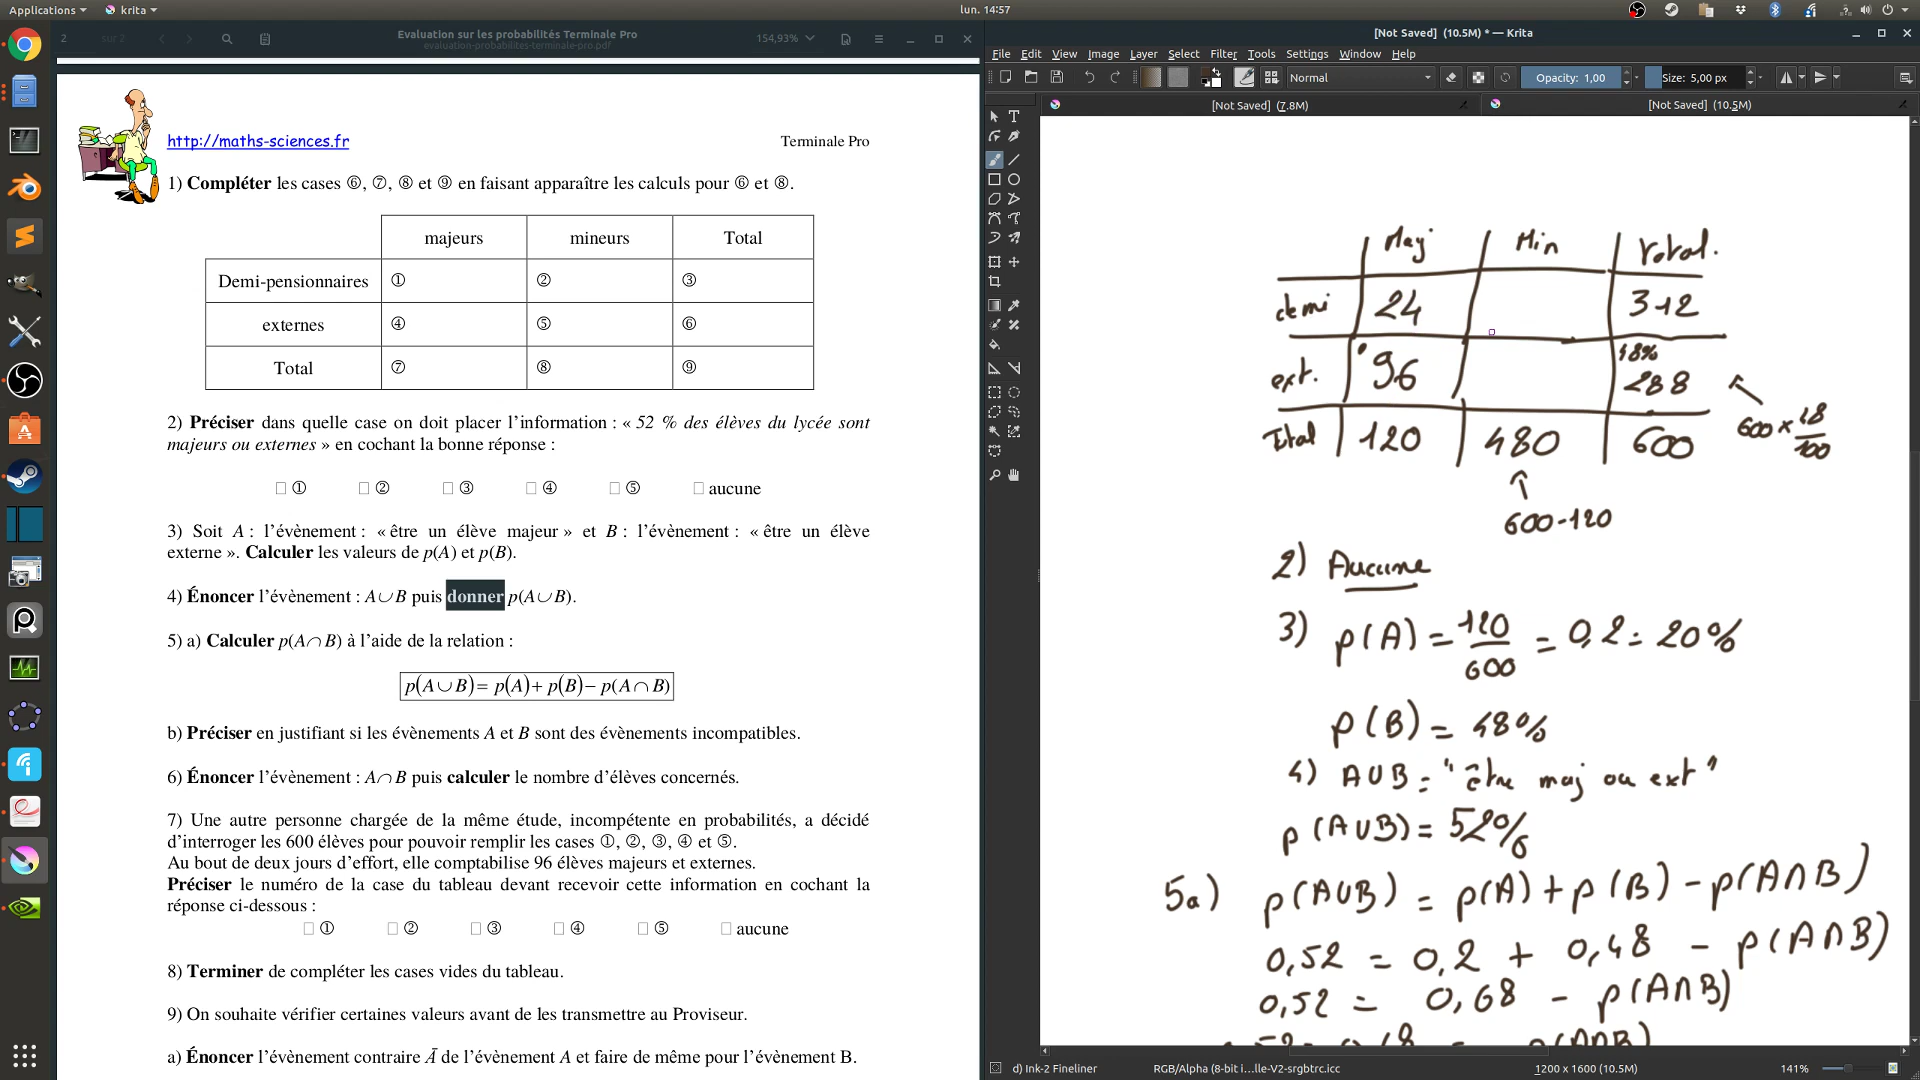 Applications krita lun. 14:57
2 sur 2 Evaluation sur les probabilités Terminale Pro 154,93%
evaluation-probabilites-terminale-pro.pdf
http://maths-sciences.fr Terminale Pro
1) Compléter les cases ⑥, ⑦, ⑧ et ⑨ en faisant apparaître les calculs pour ⑥ et ⑧.
majeurs mineurs Total
Demi-pensionnaires ① ② ③
externes ④ ⑤ ⑥
Total ⑦ ⑧ ⑨
2) Préciser dans quelle case on doit placer l’information : « 52 % des élèves du lycée sont
majeurs ou externes » en cochant la bonne réponse :
□ ① □ ② □ ③ □ ④ □ ⑤ □ aucune
3) Soit A : l’évènement : « être un élève majeur » et B : l’évènement : « être un élève
externe ». Calculer les valeurs de p(A) et p(B).
4) Énoncer l’évènement : A∪B puis donner p(A∪B).
5) a) Calculer p(A∩B) à l’aide de la relation :
p(A∪B)= p(A)+ p(B)− p(A∩B)
b) Préciser en justifiant si les évènements A et B sont des évènements incompatibles.
6) Énoncer l’évènement : A∩B puis calculer le nombre d’élèves concernés.
7) Une autre personne chargée de la même étude, incompétente en probabilités, a décidé
d’interroger les 600 élèves pour pouvoir remplir les cases ①, ②, ③, ④ et ⑤.
Au bout de deux jours d’effort, elle comptabilise 96 élèves majeurs et externes.
Préciser le numéro de la case du tableau devant recevoir cette information en cochant la
réponse ci-dessous :
□ ① □ ② □ ③ □ ④ □ ⑤ □ aucune
8) Terminer de compléter les cases vides du tableau.
9) On souhaite vérifier certaines valeurs avant de les transmettre au Proviseur.
a) Énoncer l’évènement contraire Ā de l’évènement A et faire de même pour l’évènement B.
[Not Saved] (10.5M) * — Krita
File Edit View Image Layer Select Filter Tools Settings Window Help
Normal Opacity: 1,00 Size: 5,00 px
[Not Saved] (7.8M) [Not Saved] (10.5M)
Maj Min Total.
demi 24 312
48%
ext. 96 288
Total 120 480 600
600 × 48/100
600-120
2) Aucune
3) p(A) = 120/600 = 0,2 = 20%
p(B) = 48%
4) A∪B = "être maj ou ext"
p(A∪B) = 52%
5a) p(A∪B) = p(A) + p(B) - p(A∩B)
0,52 = 0,2 + 0,48 - p(A∩B)
0,52 = 0,68 - p(A∩B)
d) Ink-2 Fineliner RGB/Alpha (8-bit i...lle-V2-srgbtrc.icc 1200 x 1600 (10.5M) 141%